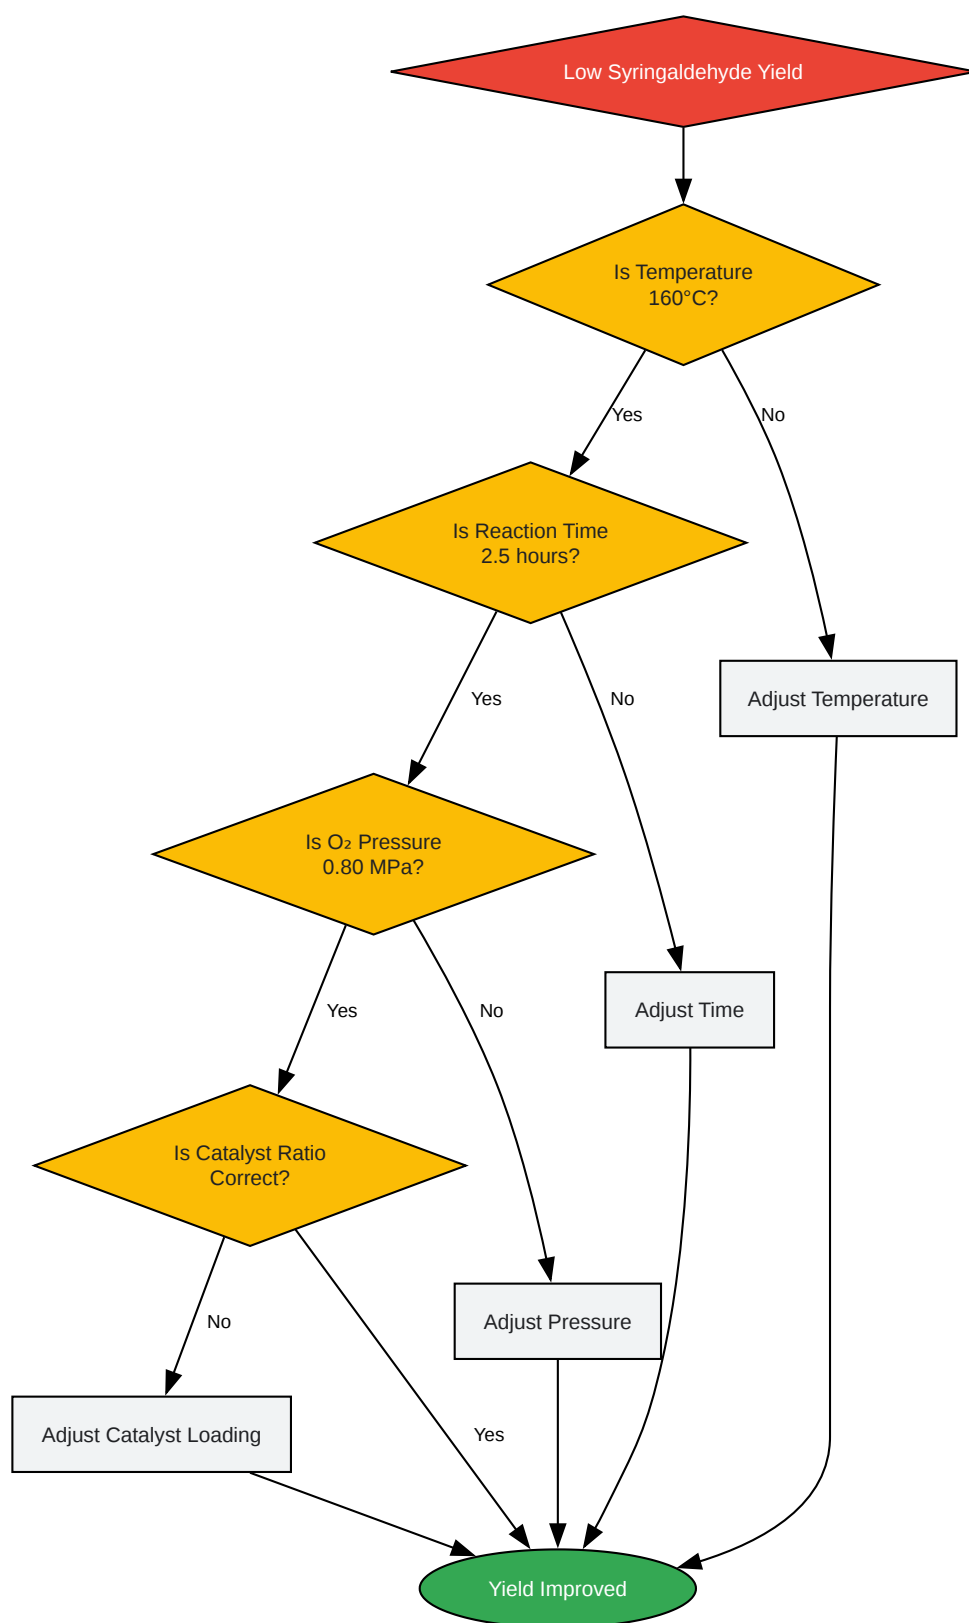 Low Syringaldehyde Yield
Is Temperature
160°C?
Yes
No
Is Reaction Time
2.5 hours?
Yes
No
Adjust Temperature
Is O₂ Pressure
0.80 MPa?
Yes
No
Adjust Time
Is Catalyst Ratio
Correct?
No
Adjust Pressure
Adjust Catalyst Loading
Yes
Yield Improved